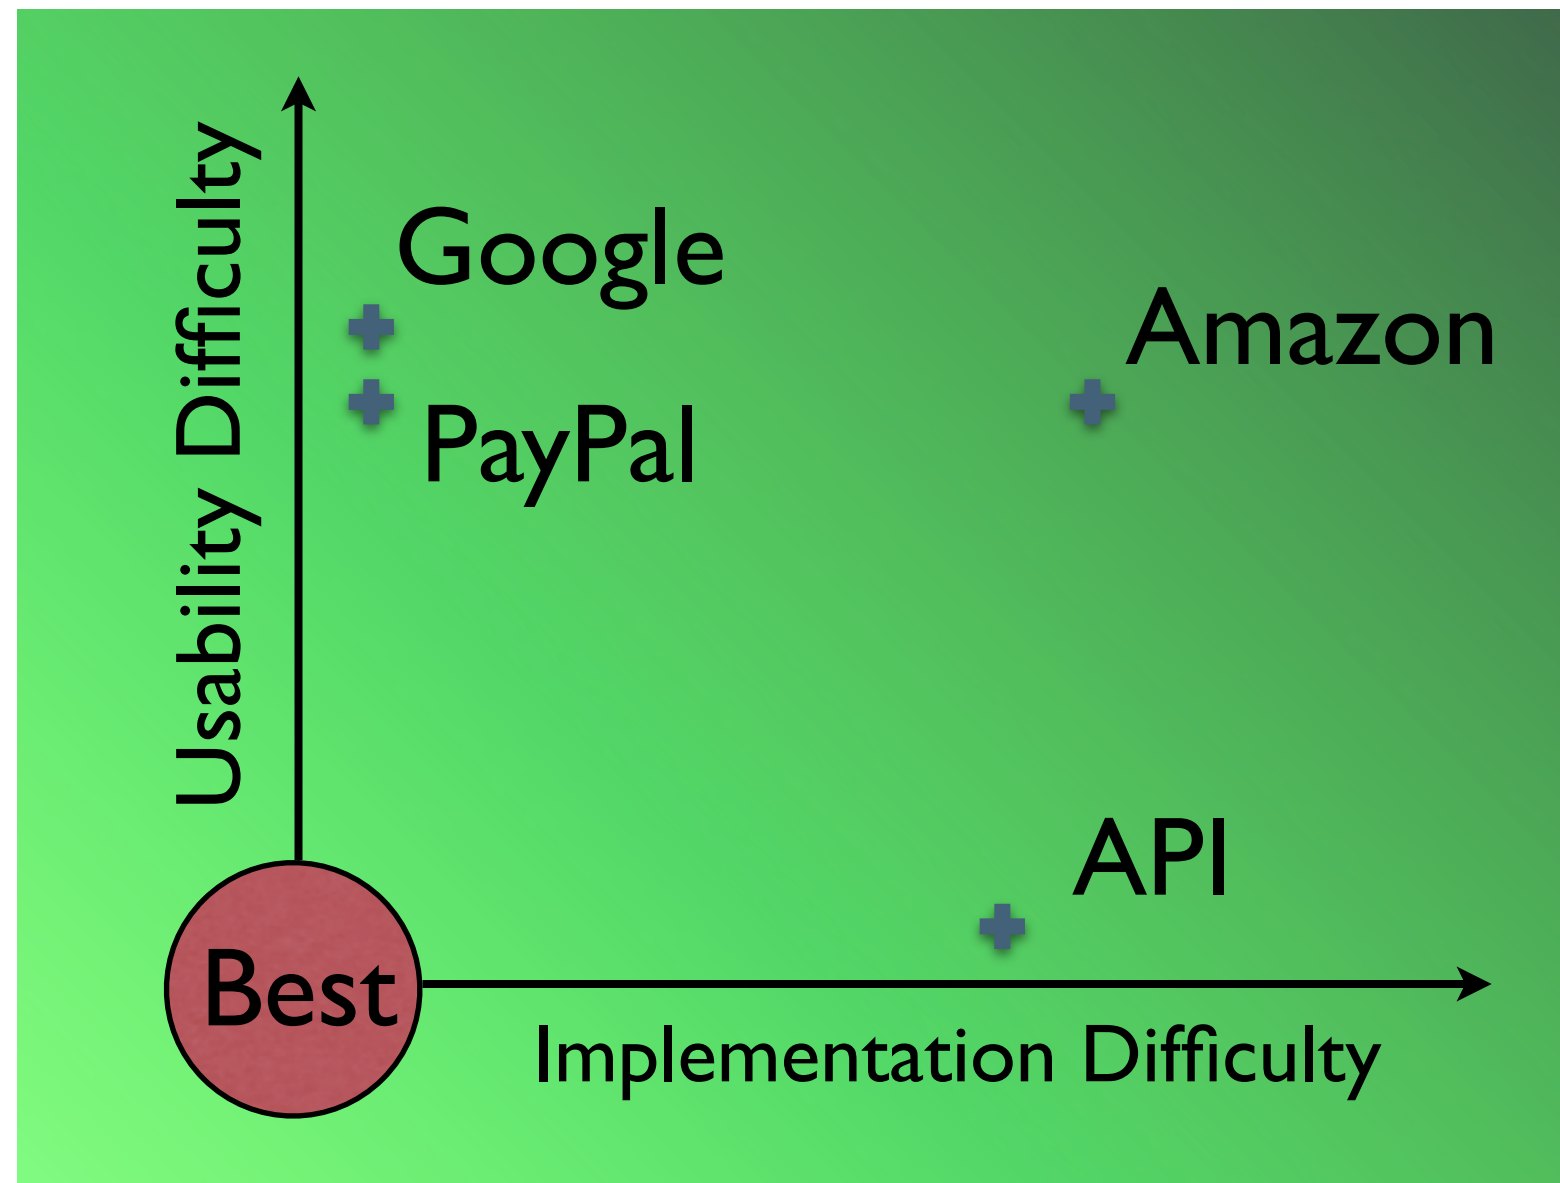 Usability Difficulty
Google
Amazon
PayPal
API
Best
Implementation Difficulty